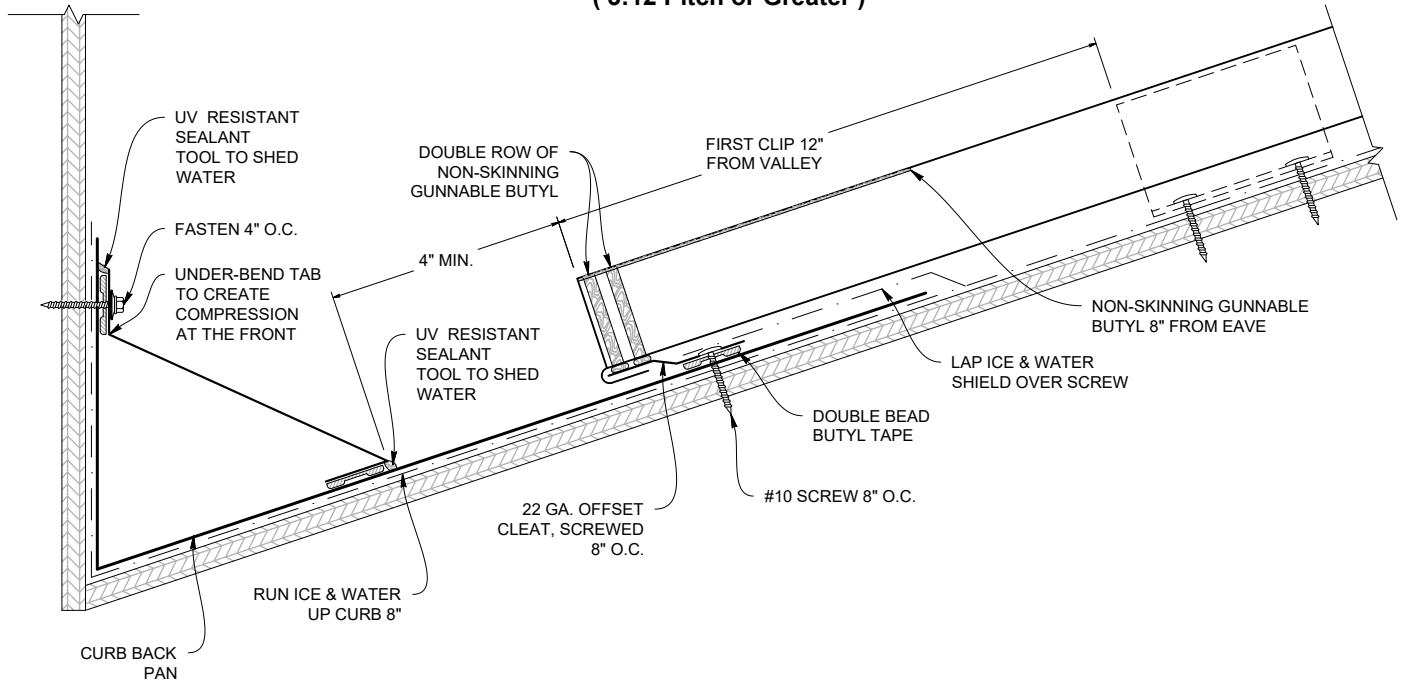 ( 3:12 Pitch or Greater )
UV RESISTANT
SEALANT
TOOL TO SHED
WATER
FASTEN 4" O.C.
UNDER-BEND TAB
TO CREATE
COMPRESSION
AT THE FRONT
4" MIN.
DOUBLE ROW OF
NON-SKINNING
GUNNABLE BUTYL
FIRST CLIP 12"
FROM VALLEY
UV RESISTANT
SEALANT
TOOL TO SHED
WATER
NON-SKINNING GUNNABLE
BUTYL 8" FROM EAVE
LAP ICE & WATER
SHIELD OVER SCREW
DOUBLE BEAD
BUTYL TAPE
#10 SCREW 8" O.C.
22 GA. OFFSET
CLEAT, SCREWED
8" O.C.
RUN ICE & WATER
UP CURB 8"
CURB BACK
PAN